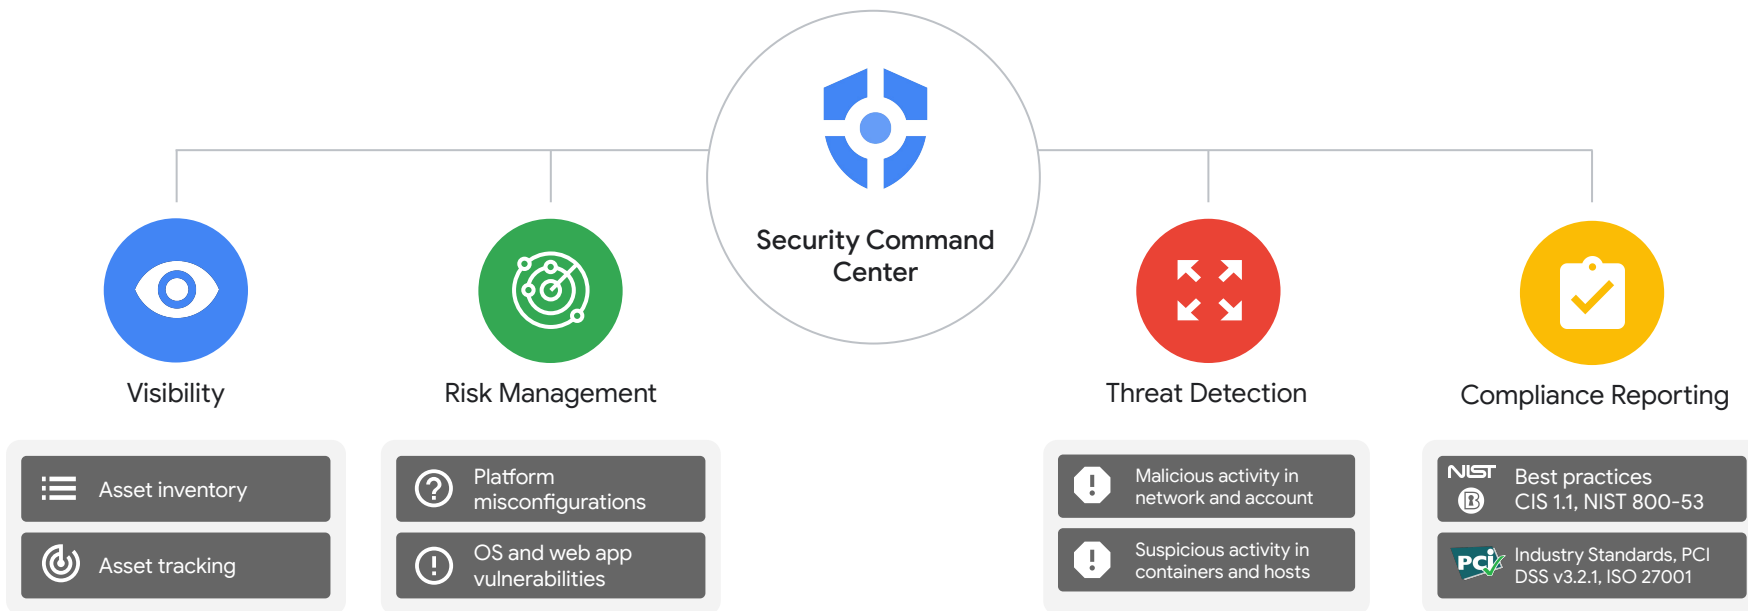 Security Command
Center
Visibility
Risk Management
Threat Detection
Compliance Reporting
Asset inventory
Asset tracking
Platform
misconfigurations
OS and web app
vulnerabilities
Malicious activity in
network and account
Suspicious activity in
containers and hosts
NIST
B
Best practices
CIS 1.1, NIST 800-53
PCi
Industry Standards, PCI
DSS v3.2.1, ISO 27001